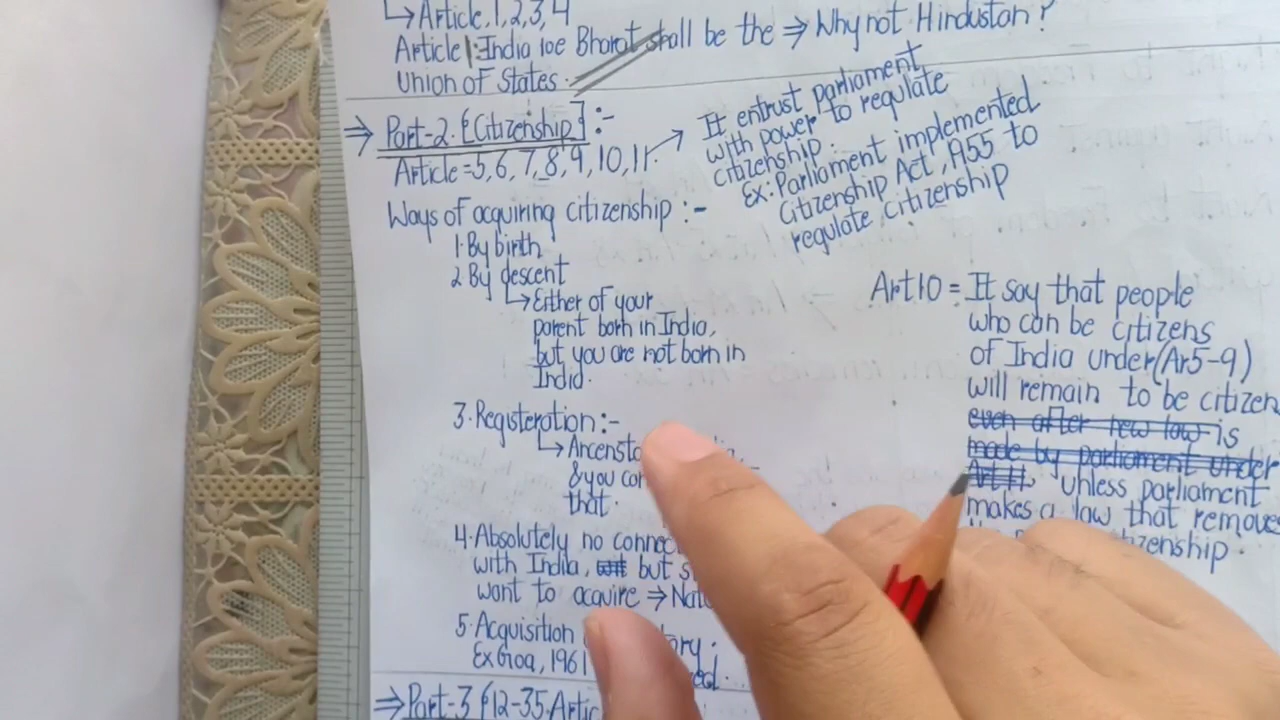 ↳Article.1,2,3,4
Article 1:India ioe Bharat shall be the ⇒ Why not Hindustan?
Union of States.
⇒ Part-2.{Citizenship}:-
Article=5,6,7,8,9,10,11.
→ It entrust parliament
with power to regulate
citizenship.
Ex:Parliament implemented
Citizenship Act, 1955 to
regulate citizenship
Ways of acquiring citizenship:-
1.By birth
2.By descent
↳Either of your
parent born in India,
but you are not born in
India.
3.Registeration:-
&you
that.
4.Absolutely no
with India, but
want to acquire ⇒
5.Acquisition
Ex Goa, 1961
⇒Part-3 {12-35.
Art 10 = It say that people
who can be citizens
of India under(Ar5-9)
will remain to be citizen
even after new law is
made by parliament under
Art 11. Unless parliament
makes a law that removes